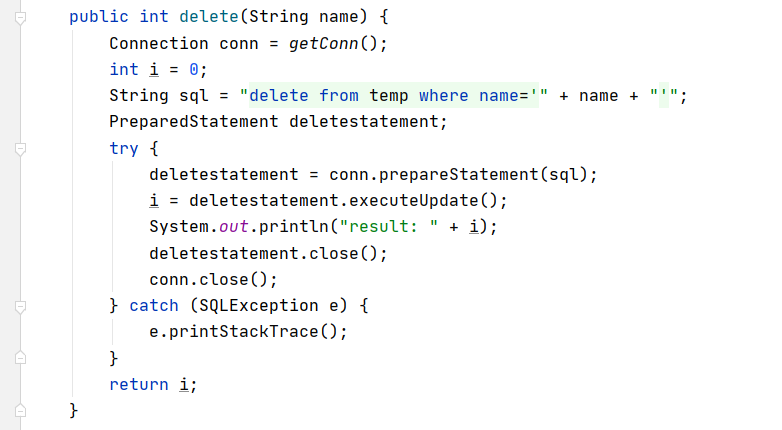 public int delete(String name) {
    Connection conn = getConn();
    int i = 0;
    String sql = "delete from temp where name='" + name + "'";
    PreparedStatement deletestatement;
    try {
        deletestatement = conn.prepareStatement(sql);
        i = deletestatement.executeUpdate();
        System.out.println("result: " + i);
        deletestatement.close();
        conn.close();
    } catch (SQLException e) {
        e.printStackTrace();
    }
    return i;
}